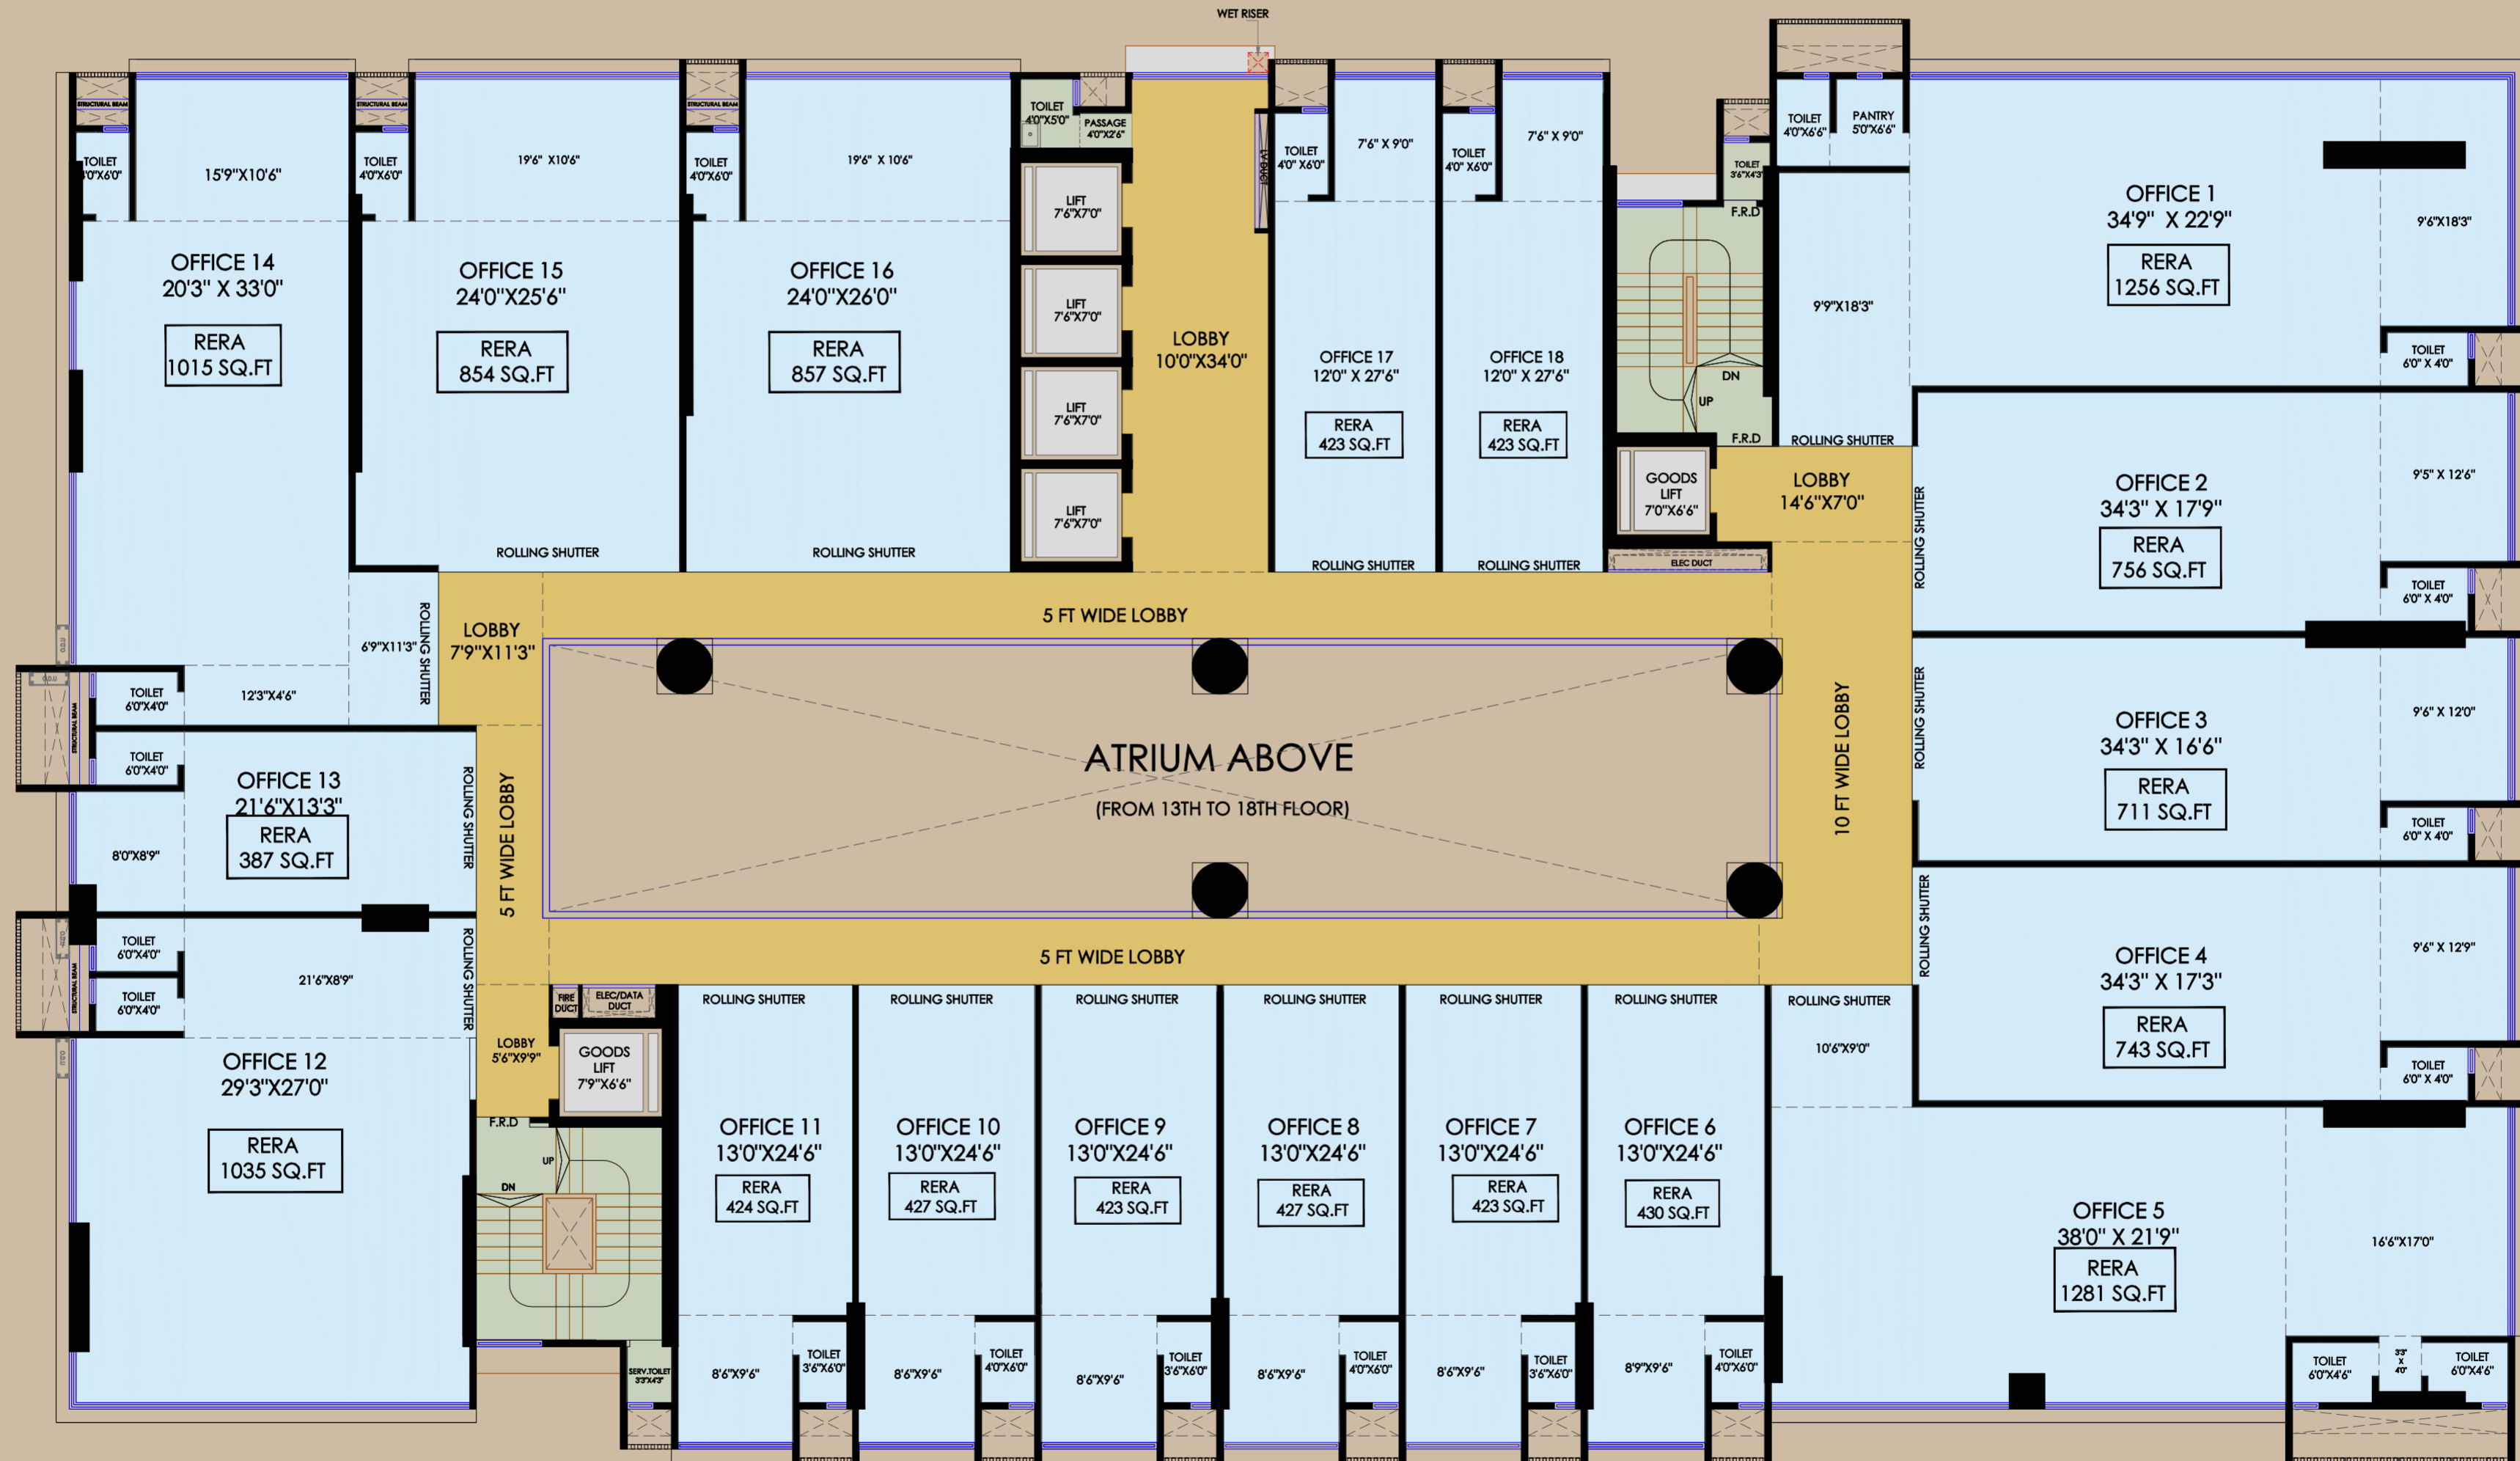 WET RISER
STRUCTURAL BEAM
TOILET
4'0"X6'0"
15'9"X10'6"
OFFICE 14
20'3" X 33'0"
RERA
1015 SQ.FT
6'9"X11'3"
ROLLING SHUTTER
12'3"X4'6"
TOILET
6'0"X4'0"
STRUCTURAL BEAM
STRUCTURAL BEAM
TOILET
4'0"X6'0"
19'6" X10'6"
OFFICE 15
24'0"X25'6"
RERA
854 SQ.FT
ROLLING SHUTTER
STRUCTURAL BEAM
TOILET
4'0"X6'0"
19'6" X 10'6"
OFFICE 16
24'0"X26'0"
RERA
857 SQ.FT
ROLLING SHUTTER
TOILET
4'0"X5'0"
PASSAGE
4'0"X2'6"
LIFT
7'6"X7'0"
LIFT
7'6"X7'0"
LIFT
7'6"X7'0"
LIFT
7'6"X7'0"
LOBBY
10'0"X34'0"
LV DUCT
TOILET
4'0" X6'0"
7'6" X 9'0"
OFFICE 17
12'0" X 27'6"
RERA
423 SQ.FT
ROLLING SHUTTER
TOILET
4'0" X6'0"
7'6" X 9'0"
OFFICE 18
12'0" X 27'6"
RERA
423 SQ.FT
ROLLING SHUTTER
TOILET
3'6"X4'3"
F.R.D
DN
UP
F.R.D
GOODS
LIFT
7'0"X6'6"
ELEC DUCT
LOBBY
14'6"X7'0"
TOILET
4'0"X6'6"
PANTRY
5'0"X6'6"
9'9"X18'3"
ROLLING SHUTTER
OFFICE 1
34'9" X 22'9"
RERA
1256 SQ.FT
9'6"X18'3"
TOILET
6'0" X 4'0"
OFFICE 2
34'3" X 17'9"
RERA
756 SQ.FT
9'5" X 12'6"
ROLLING SHUTTER
TOILET
6'0" X 4'0"
OFFICE 3
34'3" X 16'6"
RERA
711 SQ.FT
9'6" X 12'0"
ROLLING SHUTTER
TOILET
6'0" X 4'0"
OFFICE 4
34'3" X 17'3"
RERA
743 SQ.FT
9'6" X 12'9"
ROLLING SHUTTER
TOILET
6'0" X 4'0"
LOBBY
7'9"X11'3"
5 FT WIDE LOBBY
10 FT WIDE LOBBY
ATRIUM ABOVE
(FROM 13TH TO 18TH FLOOR)
5 FT WIDE LOBBY
5 FT WIDE LOBBY
TOILET
6'0"X4'0"
OFFICE 13
21'6"X13'3"
RERA
387 SQ.FT
8'0"X8'9"
ROLLING SHUTTER
TOILET
6'0"X4'0"
TOILET
6'0"X4'0"
STRUCTURAL BEAM
21'6"X8'9"
ROLLING SHUTTER
OFFICE 12
29'3"X27'0"
RERA
1035 SQ.FT
LOBBY
5'6"X9'9"
FIRE
DUCT
ELEC/DATA
DUCT
GOODS
LIFT
7'9"X6'6"
F.R.D
UP
DN
SERV.TOILET
3'3"X4'3"
ROLLING SHUTTER
OFFICE 11
13'0"X24'6"
RERA
424 SQ.FT
8'6"X9'6"
TOILET
3'6"X6'0"
ROLLING SHUTTER
OFFICE 10
13'0"X24'6"
RERA
427 SQ.FT
8'6"X9'6"
TOILET
4'0"X6'0"
ROLLING SHUTTER
OFFICE 9
13'0"X24'6"
RERA
423 SQ.FT
8'6"X9'6"
TOILET
3'6"X6'0"
ROLLING SHUTTER
OFFICE 8
13'0"X24'6"
RERA
427 SQ.FT
8'6"X9'6"
TOILET
4'0"X6'0"
ROLLING SHUTTER
OFFICE 7
13'0"X24'6"
RERA
423 SQ.FT
8'6"X9'6"
TOILET
3'6"X6'0"
ROLLING SHUTTER
OFFICE 6
13'0"X24'6"
RERA
430 SQ.FT
8'9"X9'6"
TOILET
4'0"X6'0"
ROLLING SHUTTER
10'6"X9'0"
OFFICE 5
38'0" X 21'9"
RERA
1281 SQ.FT
16'6"X17'0"
TOILET
6'0"X4'6"
3'3"
X
4'0"
TOILET
6'0"X4'6"